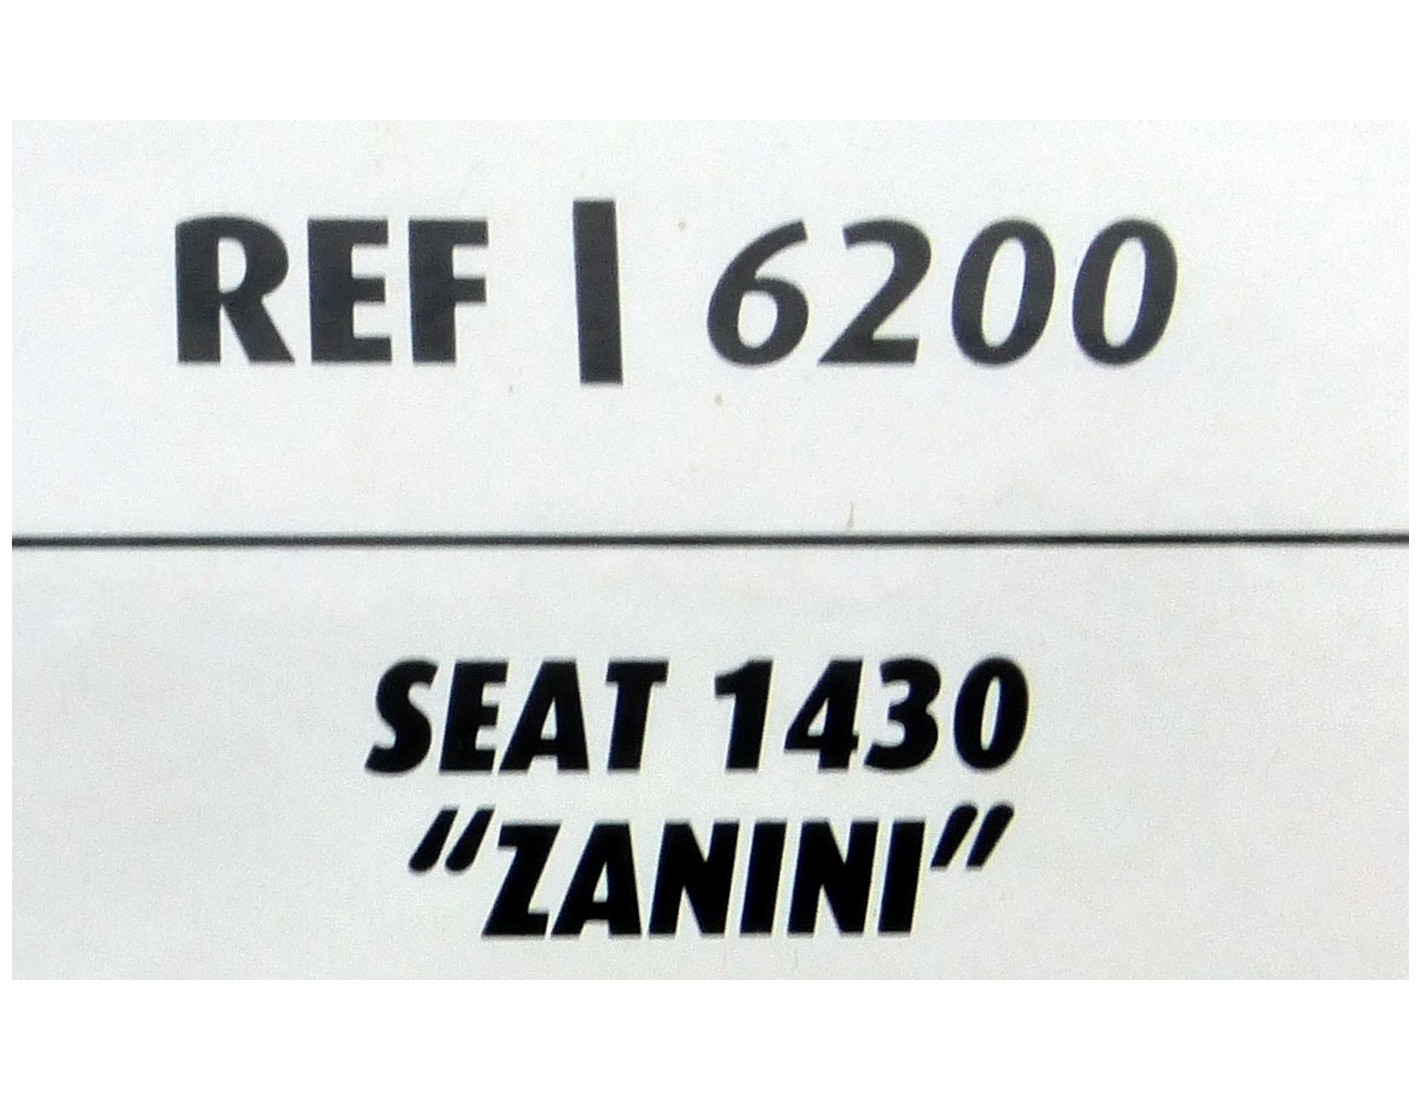 REF | 6200
SEAT 1430
“ZANINI”